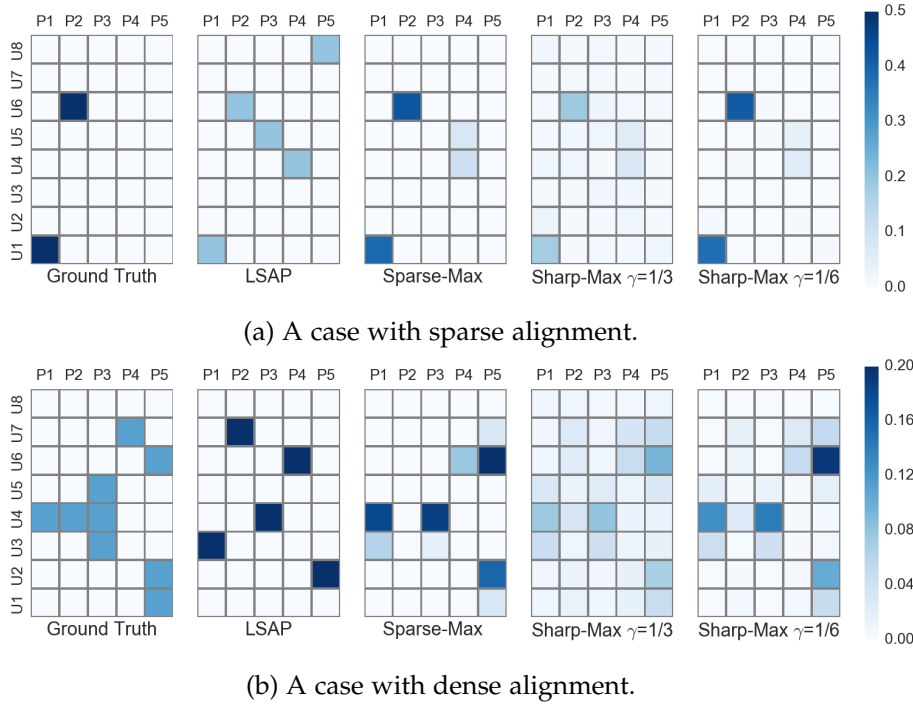 P1 P2 P3 P4 P5 P1 P2 P3 P4 P5 P1 P2 P3 P4 P5 P1 P2 P3 P4 P5 P1 P2 P3 P4 P5
U8
U7
U6
U5
U4
U3
U2
U1
0.5
0.4
0.3
0.2
0.1
0.0
Ground Truth LSAP Sparse-Max Sharp-Max γ=1/3 Sharp-Max γ=1/6
(a) A case with sparse alignment.
P1 P2 P3 P4 P5 P1 P2 P3 P4 P5 P1 P2 P3 P4 P5 P1 P2 P3 P4 P5 P1 P2 P3 P4 P5
U8
U7
U6
U5
U4
U3
U2
U1
0.20
0.16
0.12
0.08
0.04
0.00
Ground Truth LSAP Sparse-Max Sharp-Max γ=1/3 Sharp-Max γ=1/6
(b) A case with dense alignment.